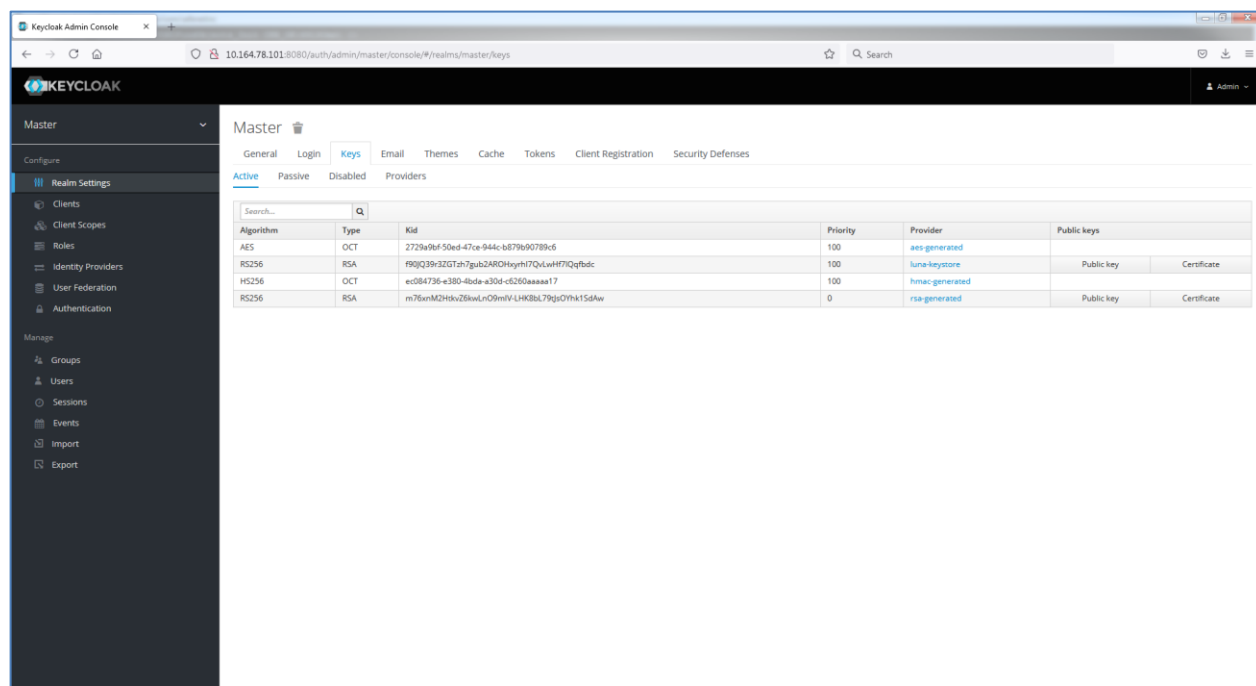 Keycloak Admin Console
10.164.78.101:8080/auth/admin/master/console/#/realms/master/keys
Search
KEYCLOAK
Admin
Master
Configure
Realm Settings
Clients
Client Scopes
Roles
Identity Providers
User Federation
Authentication
Manage
Groups
Users
Sessions
Events
Import
Export
Master
General Login Keys Email Themes Cache Tokens Client Registration Security Defenses
Active Passive Disabled Providers
Search...
Algorithm Type Kid Priority Provider Public keys
AES OCT 2729a9bf-50ed-47ce-944c-b879b90789c6 100 aes-generated
RS256 RSA f90JQ39r3ZGTzh7gub2AROHxyrhI7QvLwHf7lQqfbdc 100 luna-keystore Public key Certificate
HS256 OCT ec084736-e380-4bda-a30d-c6260aaaaa17 100 hmac-generated
RS256 RSA m76xnM2HtkvZ6kwLnO9mIV-LHKBbL79tJsOYhk1SdAw 0 rsa-generated Public key Certificate